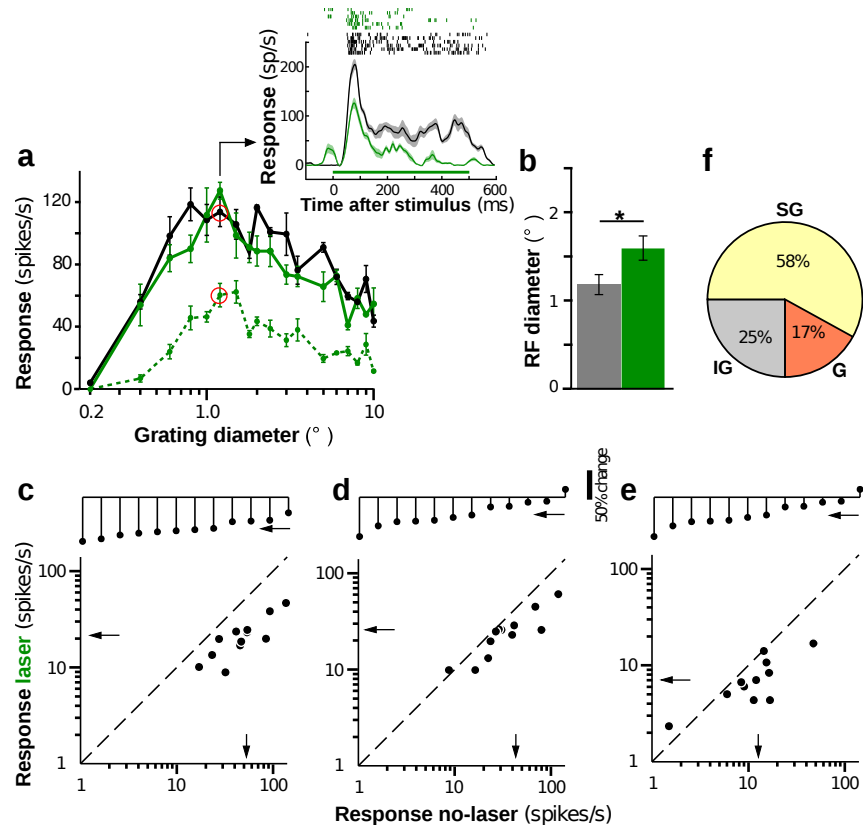 Response (sp/s)
200
100
0
0
200
400
600
Time after stimulus (ms)
a
Response (spikes/s)
120
80
40
0
0.2
1.0
10
Grating diameter (°)
b
RF diameter (°)
2
1
0
*
f
SG
58%
25%
17%
IG
G
c
d
50% change
e
Response laser (spikes/s)
100
10
1
1
10
100
100
10
1
1
10
100
100
10
1
1
10
100
Response no-laser (spikes/s)